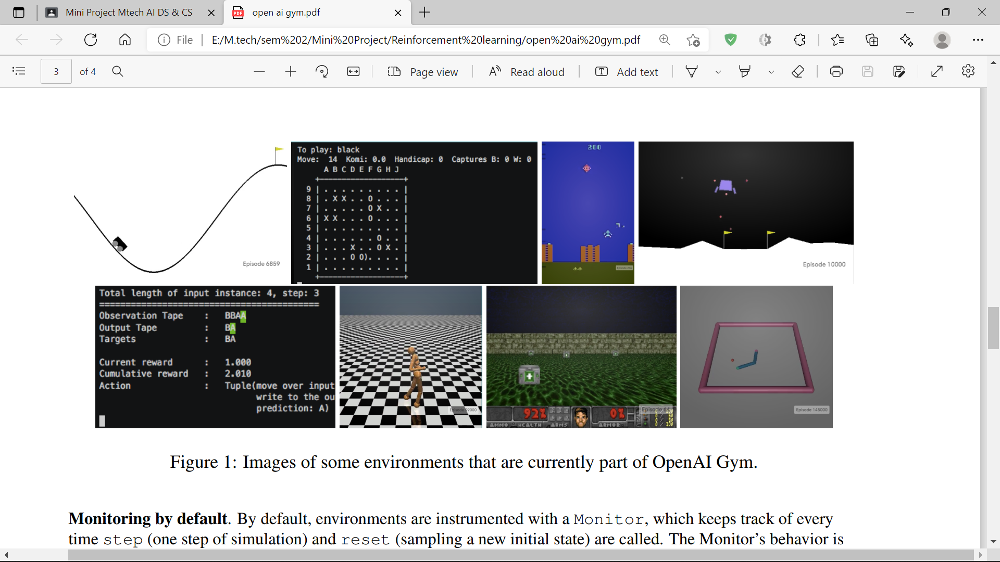 Mini Project Mtech AI DS & CS
open ai gym.pdf
File
E:/M.tech/sem%202/Mini%20Project/Reinforcement%20learning/open%20ai%20gym.pdf
3 of 4
Page view
Read aloud
Add text
To play: black
Move: 14 Komi: 0.0 Handicap: 0 Captures B: 0 W: 0
A B C D E F G H J
9 | . . . . . . . . . |
8 | . X X . . O . . . |
7 | . . . . . O X . . |
6 | X X . . . O . . . |
5 | . . . . . . . . . |
4 | . . . . . . O . . |
3 | . . . X . . O X . |
2 | . . . O O). . . . |
1 | . . . . . . . . . |
Episode 6859
200
Episode 10000
Total length of input instance: 4, step: 3
==========================================
Observation Tape : BBAA
Output Tape : BA
Targets : BA
Current reward : 1.000
Cumulative reward : 2.010
Action : Tuple(move over input
write to the ou
prediction: A)
Episode 99000
92% 0%
AMMO HEALTH ARMS ARMOR
Episode
Episode 145000
Figure 1: Images of some environments that are currently part of OpenAI Gym.
Monitoring by default. By default, environments are instrumented with a Monitor, which keeps track of every
time step (one step of simulation) and reset (sampling a new initial state) are called. The Monitor's behavior is